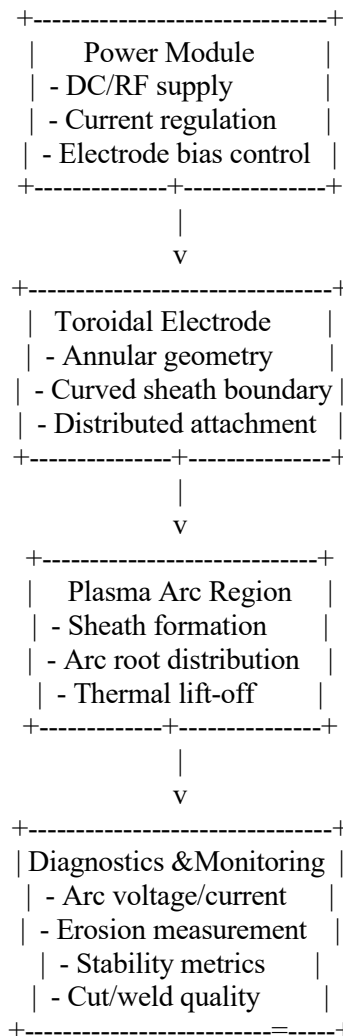 +-----------------------------+
| Power Module |
| - DC/RF supply |
| - Current regulation |
| - Electrode bias control |
+--------------+---------------+
|
v
+---------------------------------+
| Toroidal Electrode |
| - Annular geometry |
| - Curved sheath boundary |
| - Distributed attachment |
+---------------+---------------+
|
v
+----------------------------+
| Plasma Arc Region |
| - Sheath formation |
| - Arc root distribution |
| - Thermal lift-off |
+-------------+---------------+
|
v
+---------------------------------+
| Diagnostics &Monitoring |
| - Arc voltage/current |
| - Erosion measurement |
| - Stability metrics |
| - Cut/weld quality |
+--------------------------=-----+